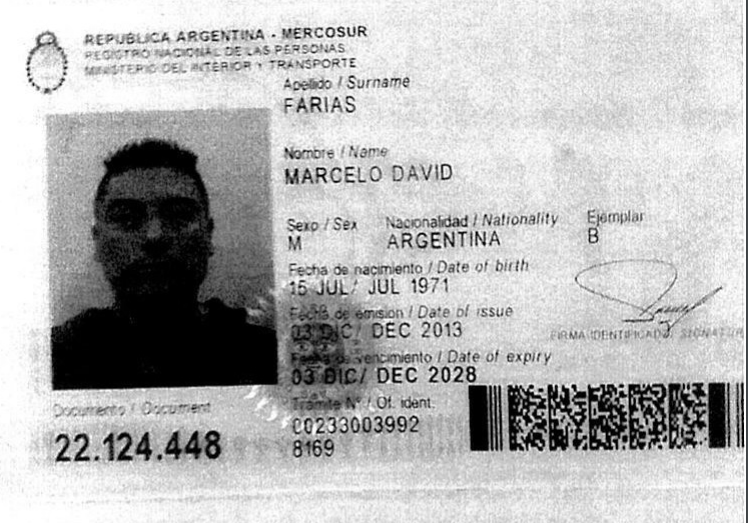 REPUBLICA ARGENTINA - MERCOSUR
REGISTRO NACIONAL DE LAS PERSONAS
MINISTERIO DEL INTERIOR Y TRANSPORTE
Apellido / Surname
FARIAS
Nombre / Name
MARCELO DAVID
Sexo / Sex Nacionalidad / Nationality Ejemplar
M ARGENTINA B
Fecha de nacimiento / Date of birth
15 JUL/ JUL 1971
Fecha de emision / Date of issue
03 DIC/ DEC 2013
FIRMA IDENTIFICADO/ SIGNATUR
Fecha de vencimiento / Date of expiry
03 DIC/ DEC 2028
Documento / Document
22.124.448
Tramite N° / Of. ident.
00233003992
8169